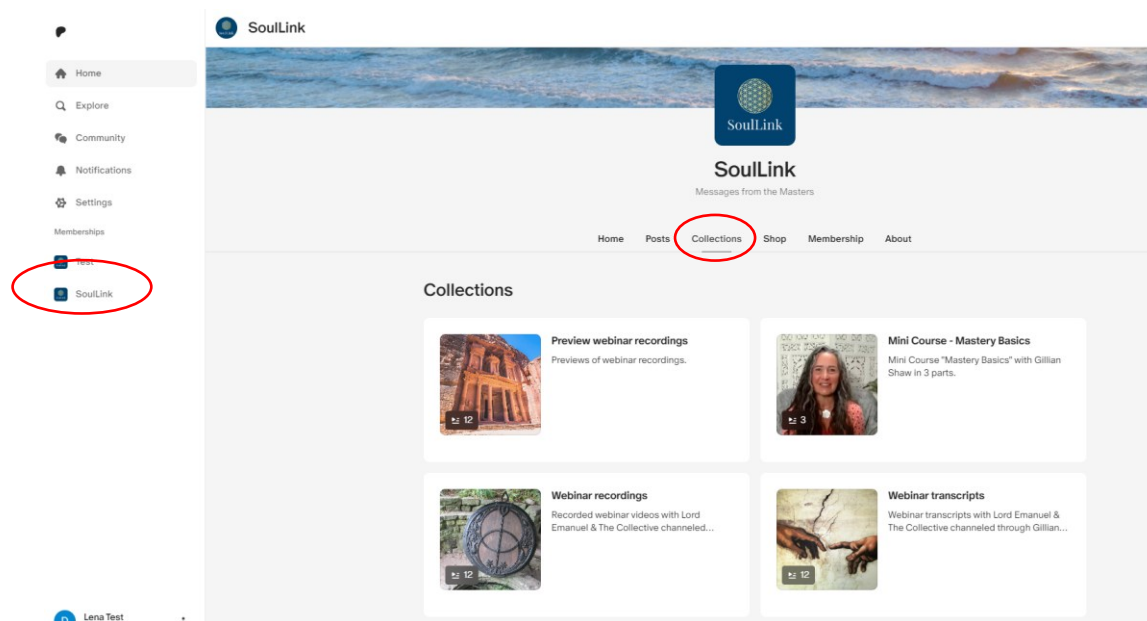 SoulLink
Home
Explore
Community
Notifications
Settings
Memberships
Test
SoulLink
Lena Test
SoulLink
SoulLink
Messages from the Masters
Home Posts Collections Shop Membership About
Collections
Preview webinar recordings
Previews of webinar recordings.
12
Mini Course - Mastery Basics
Mini Course "Mastery Basics" with Gillian
Shaw in 3 parts.
3
Webinar recordings
Recorded webinar videos with Lord
Emanuel & The Collective channeled...
12
Webinar transcripts
Webinar transcripts with Lord Emanuel &
The Collective channeled through Gillian...
12